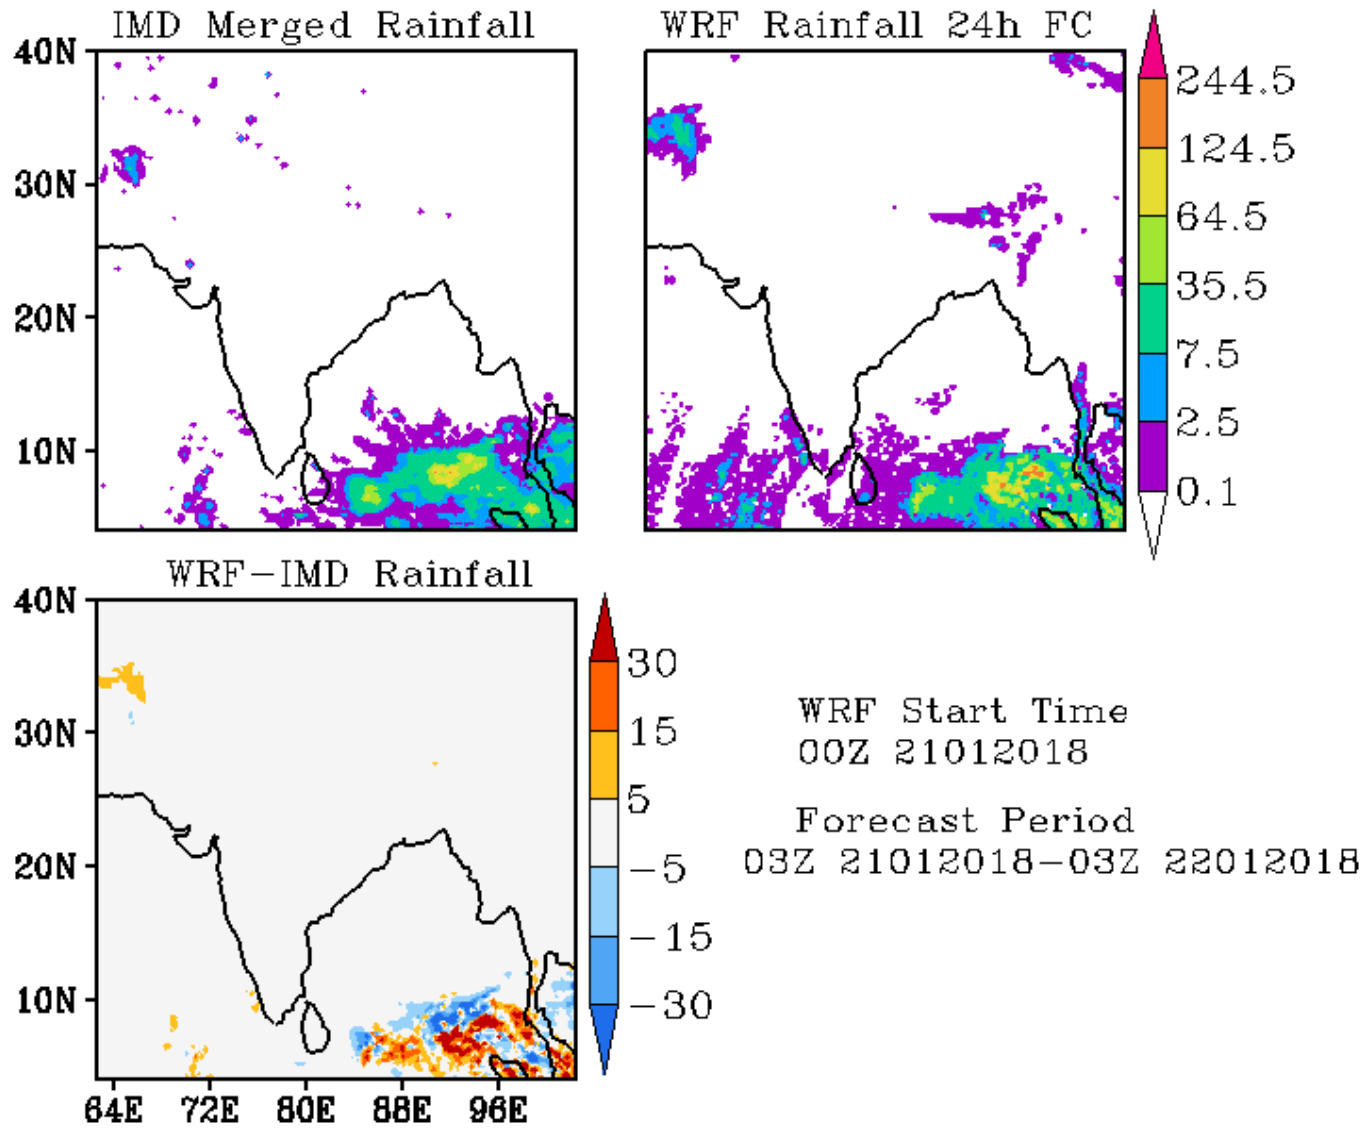 IMD Merged Rainfall
WRF Rainfall 24h FC
40N
30N
20N
10N
244.5
124.5
64.5
35.5
7.5
2.5
0.1
WRF-IMD Rainfall
40N
30N
20N
10N
64E 72E 80E 88E 96E
30
15
5
-5
-15
-30
WRF Start Time
00Z 21012018
Forecast Period
03Z 21012018-03Z 22012018